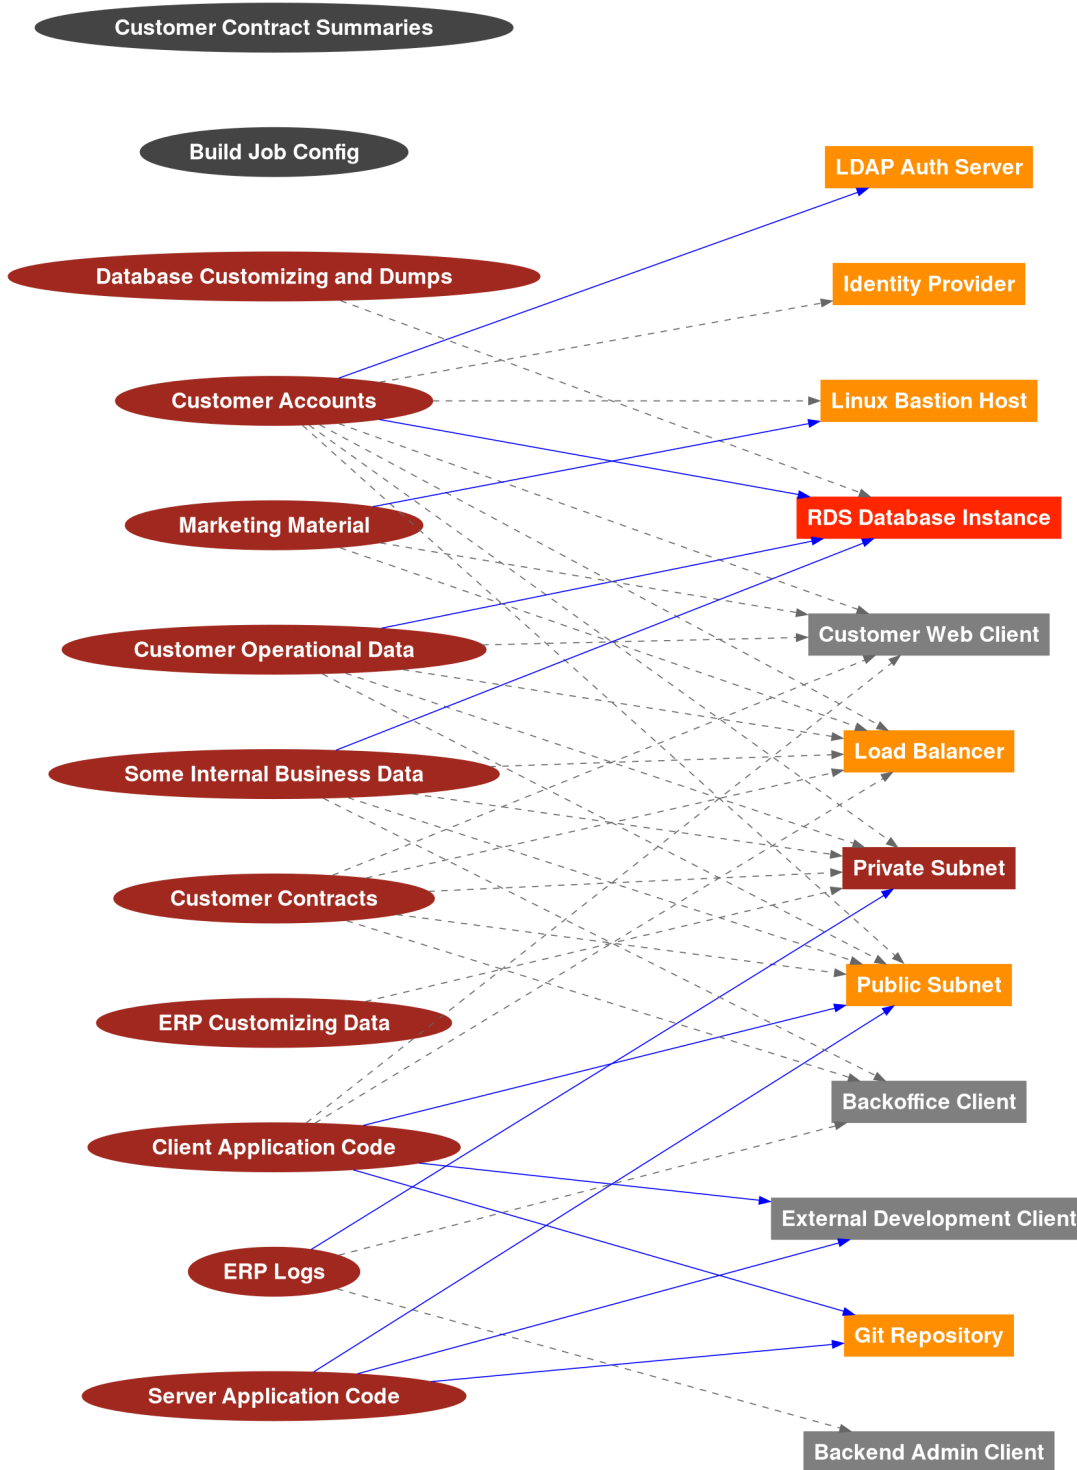 Customer Contract Summaries
Build Job Config
LDAP Auth Server
Database Customizing and Dumps
Identity Provider
Customer Accounts
Linux Bastion Host
Marketing Material
RDS Database Instance
Customer Operational Data
Customer Web Client
Some Internal Business Data
Load Balancer
Customer Contracts
Private Subnet
ERP Customizing Data
Public Subnet
Client Application Code
Backoffice Client
ERP Logs
External Development Client
Server Application Code
Git Repository
Backend Admin Client